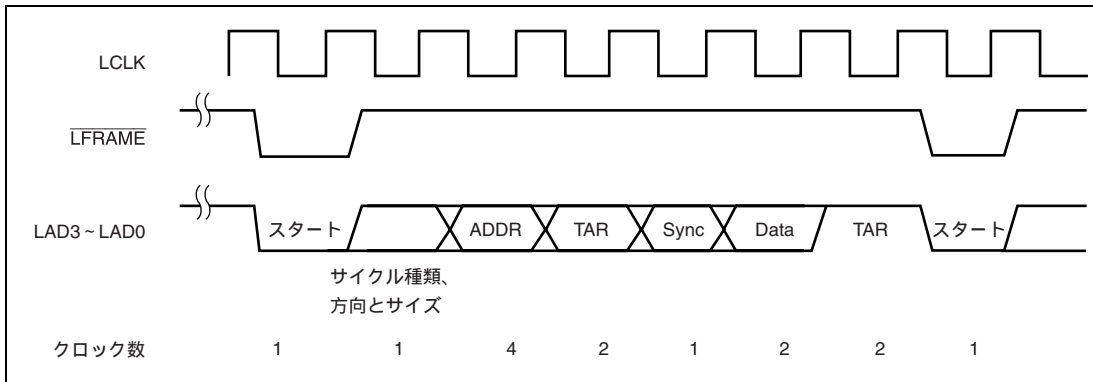 LCLK
LFRAME
LAD3~LAD0
スタート
ADDR
TAR
Sync
Data
TAR
スタート
サイクル種類、
方向とサイズ
クロック数 1 1 4 2 1 2 2 1